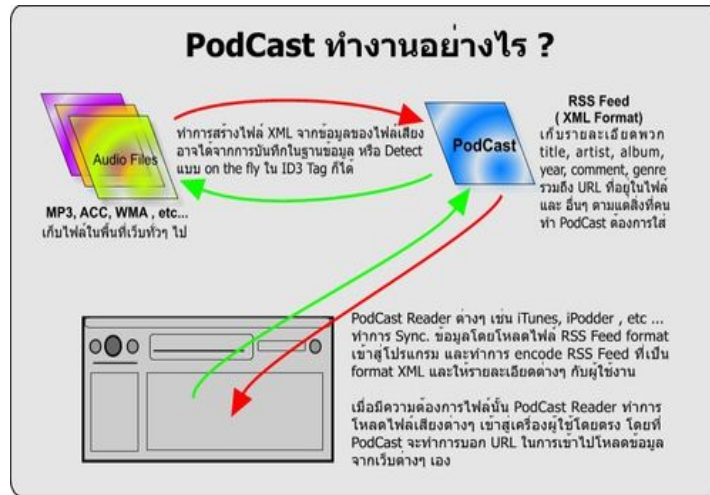 PodCast ทำงานอย่างไร ?
Audio Files
MP3, ACC, WMA , etc...
เก็บไฟล์ในพื้นที่เว็บทั่วๆ ไป
ทำการสร้างไฟล์ XML จากข้อมูลของไฟล์เสียง
อาจได้จากการบันทึกในฐานข้อมูล หรือ Detect
แบบ on the fly ใน ID3 Tag ก็ได้
PodCast
RSS Feed
( XML Format)
เก็บรายละเอียดพวก
title, artist, album,
year, comment, genre
รวมถึง URL ที่อยู่ในไฟล์
และ อื่นๆ ตามแต่สิ่งที่คน
ทำ PodCast ต้องการใส่
PodCast Reader ต่างๆ เช่น iTunes, iPodder , etc ...
ทำการ Sync. ข้อมูลโดยโหลดไฟล์ RSS Feed format
เข้าสู่โปรแกรม และทำการ encode RSS Feed ที่เป็น
format XML และให้รายละเอียดต่างๆ กับผู้ใช้งาน
เมื่อมีความต้องการไฟล์นั้น PodCast Reader ทำการ
โหลดไฟล์เสียงต่างๆ เข้าสู่เครื่องผู้ใช้โดยตรง โดยที่
PodCast จะทำการบอก URL ในการเข้าไปโหลดข้อมูล
จากเว็บต่างๆ เอง